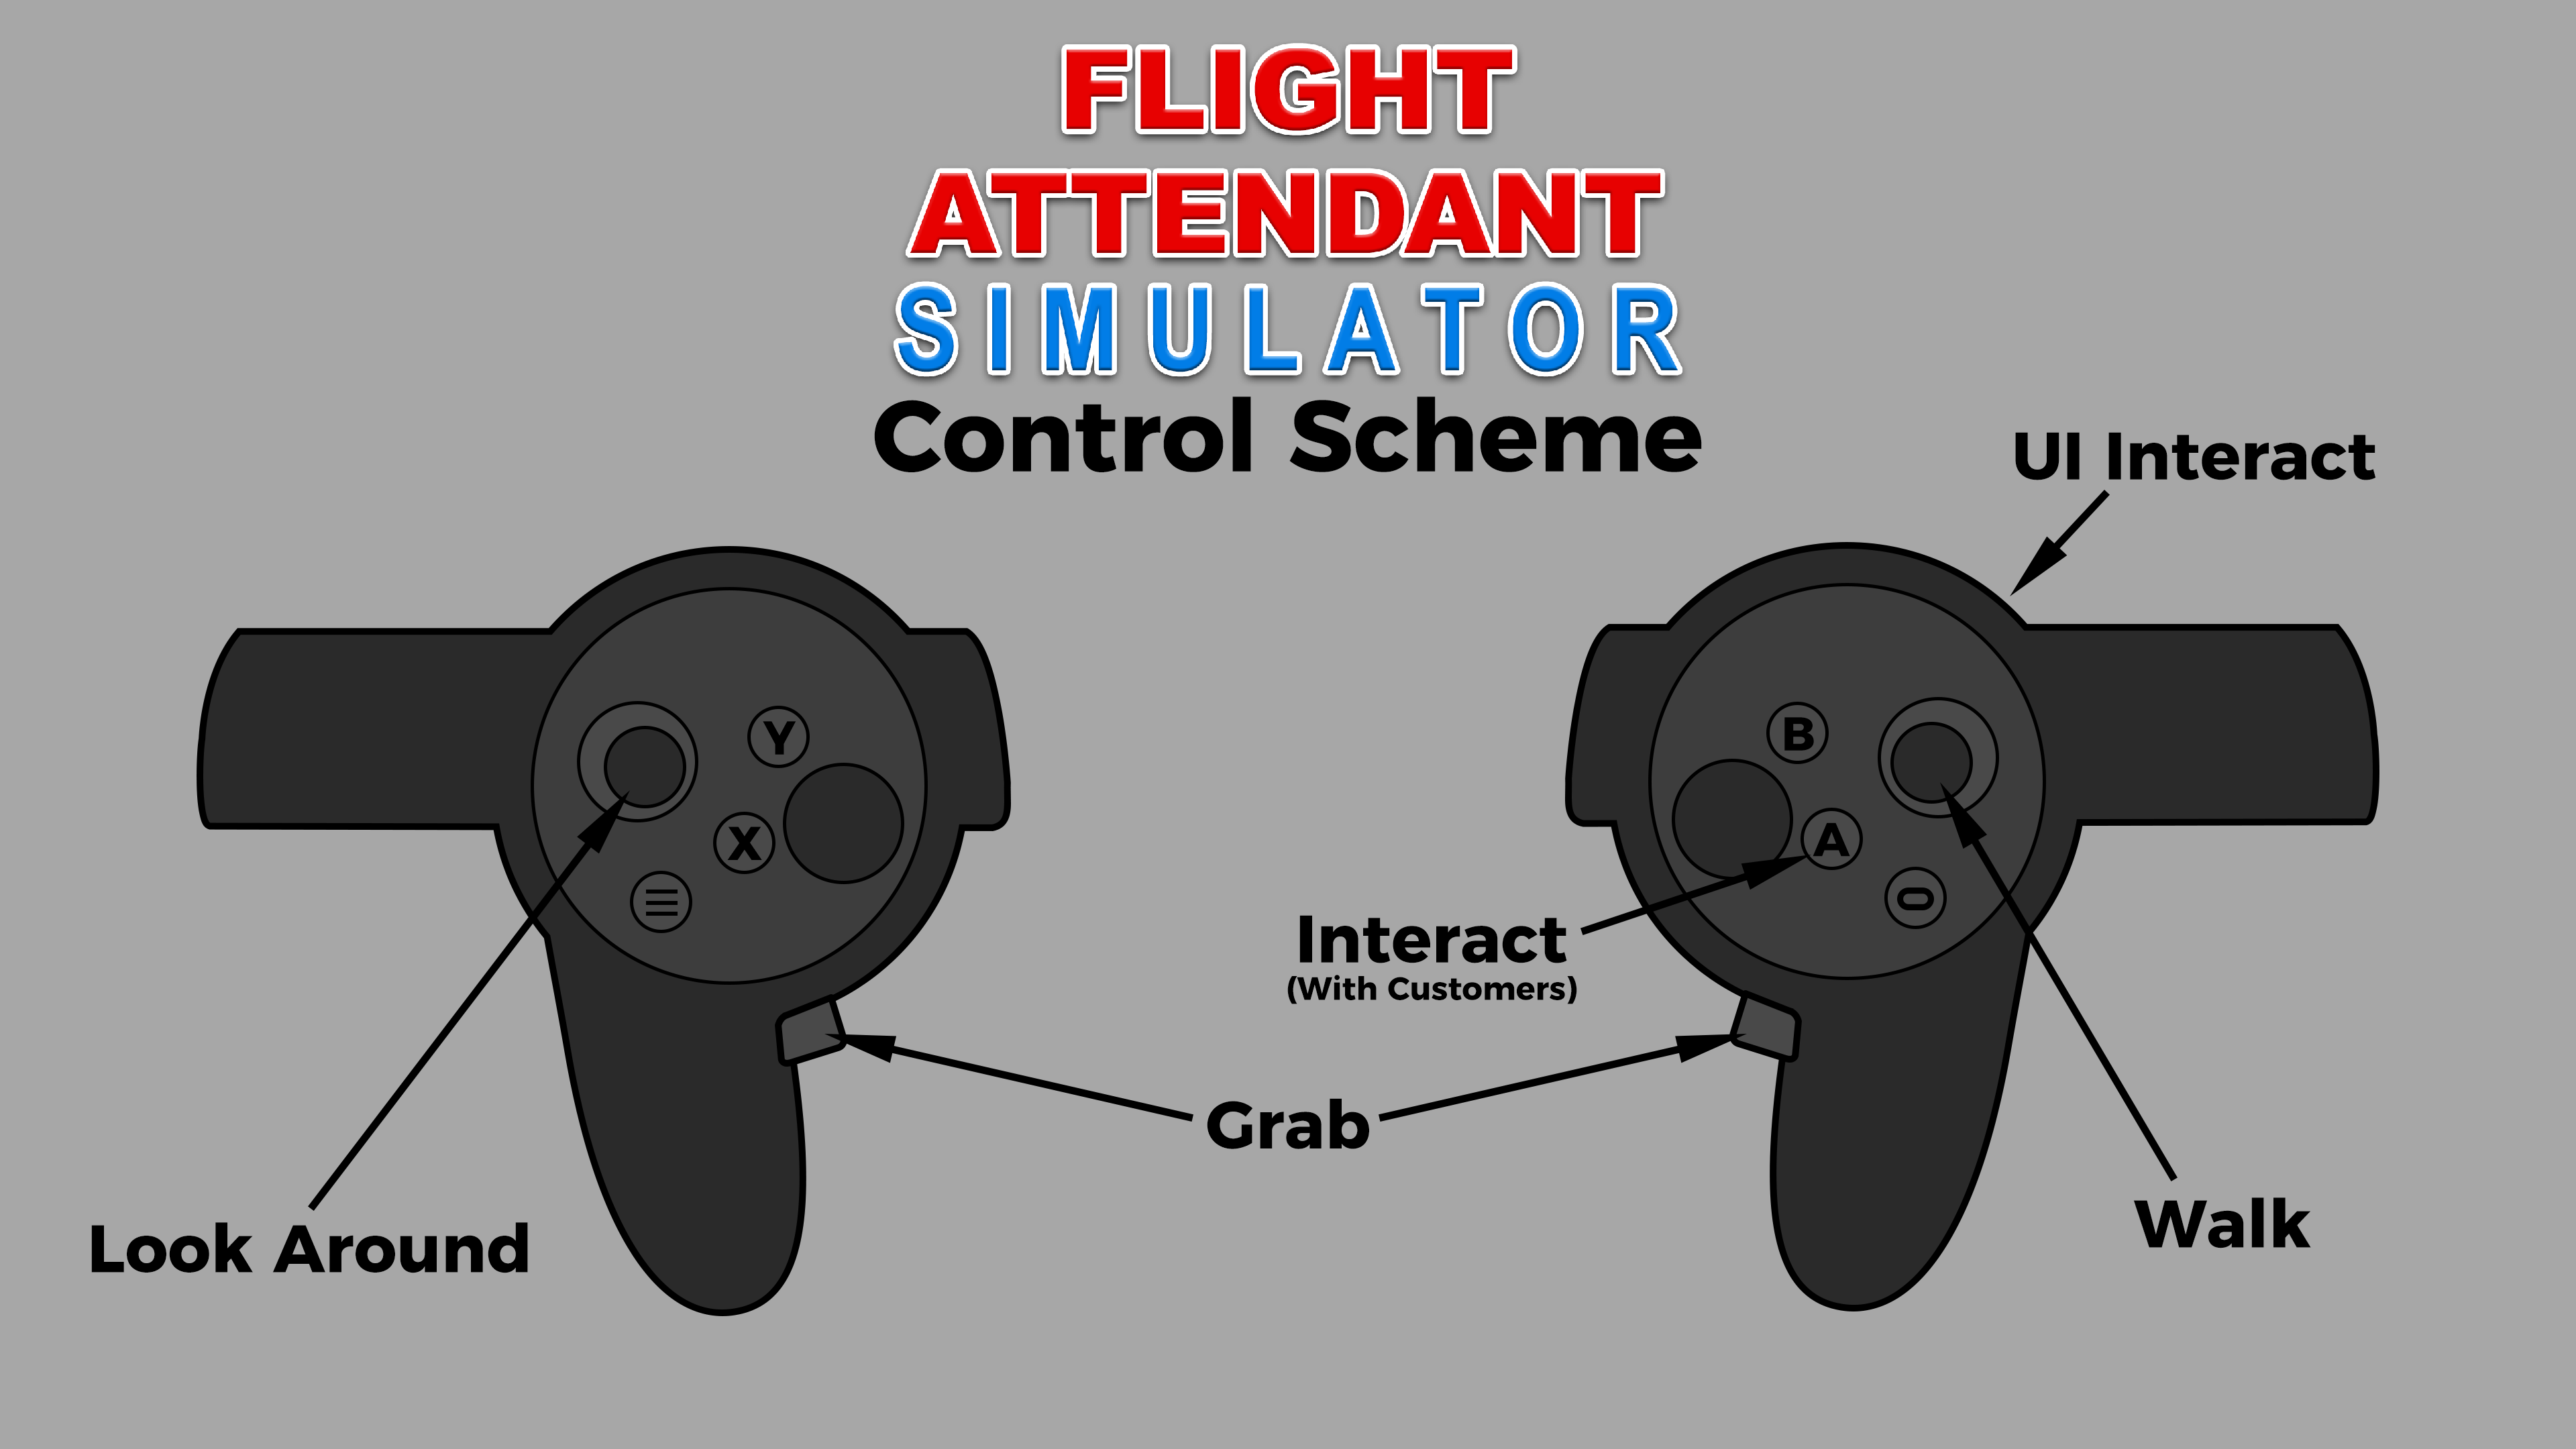 FLIGHT
ATTENDANT
SIMULATOR
Control Scheme
UI Interact
Y
X
B
A
Interact
(With Customers)
Grab
Look Around
Walk